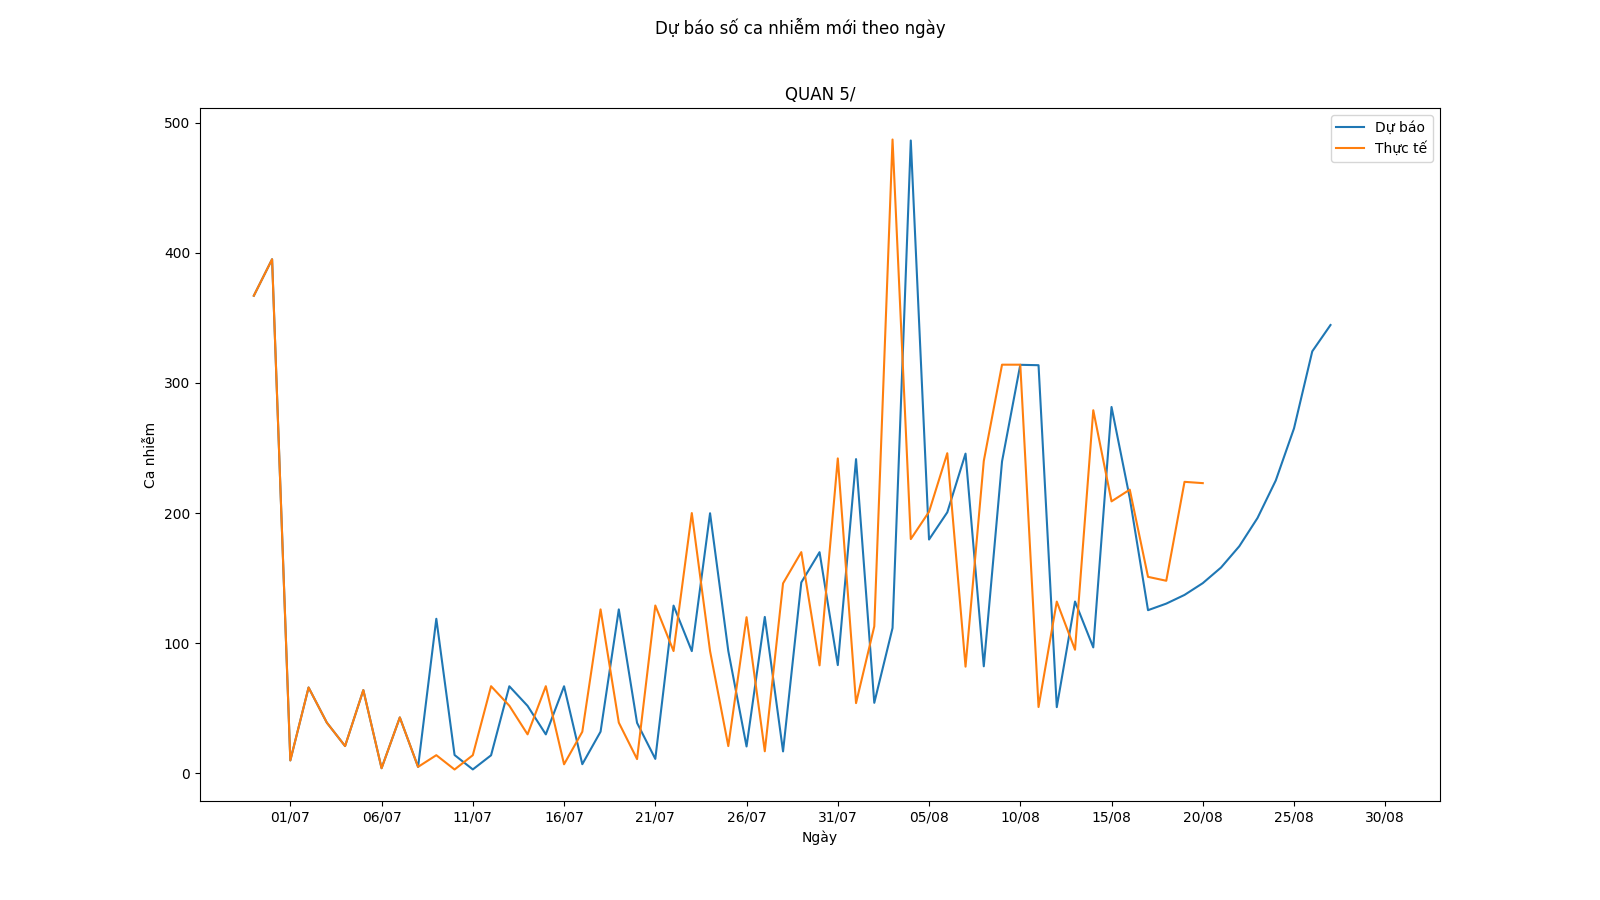 Dự báo số ca nhiễm mới theo ngày
QUAN 5/
Dự báo
Thực tế
500
400
300
200
100
0
Ca nhiễm
01/07 06/07 11/07 16/07 21/07 26/07 31/07 05/08 10/08 15/08 20/08 25/08 30/08
Ngày